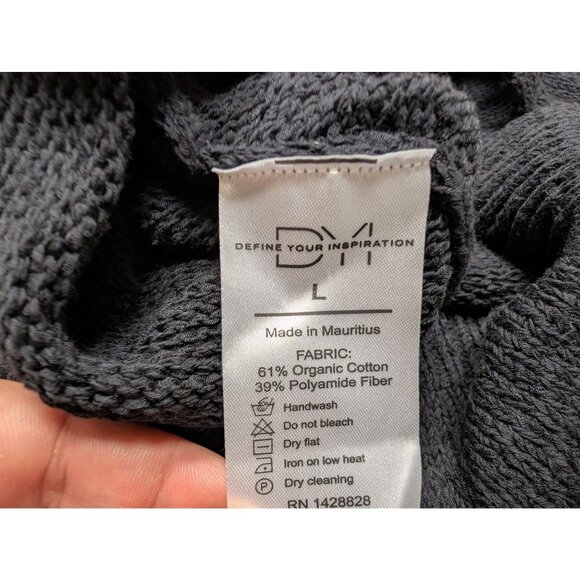 DYI
DEFINE YOUR INSPIRATION
L
Made in Mauritius
FABRIC:
61% Organic Cotton
39% Polyamide Fiber
Handwash
Do not bleach
Dry flat
Iron on low heat
P Dry cleaning
RN 1428828